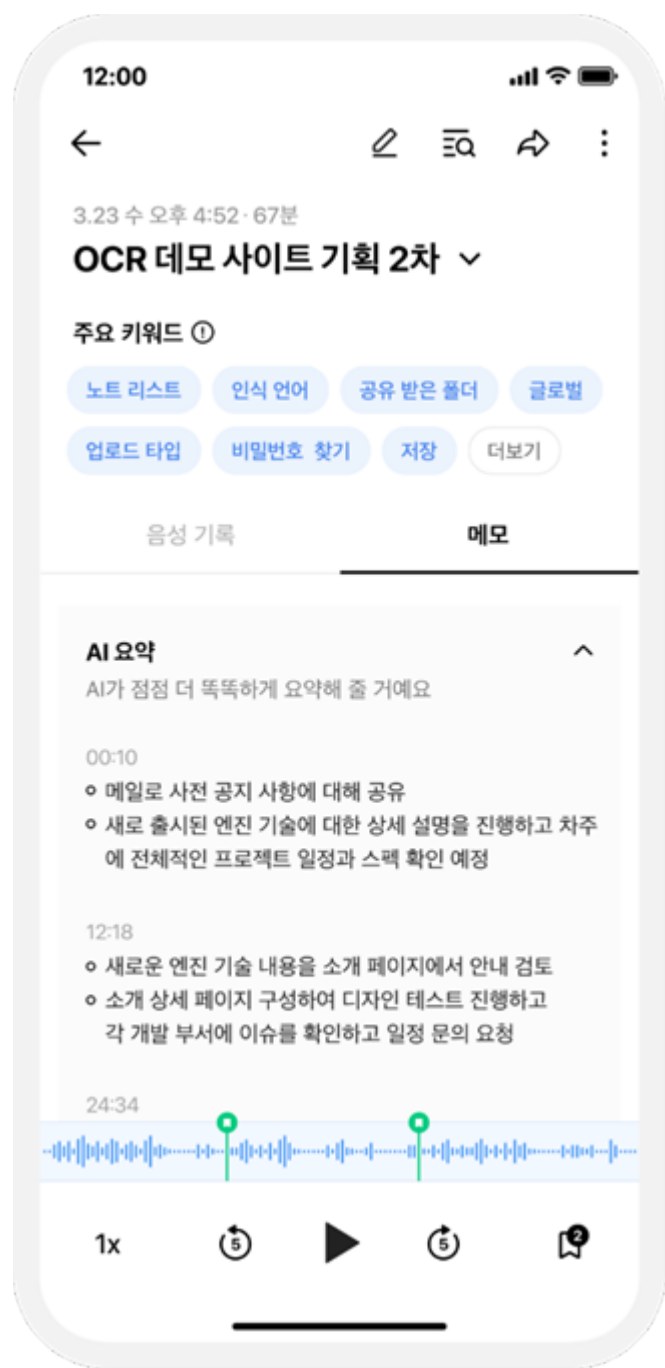 12:00
3.23 수 오후 4:52 · 67분
OCR 데모 사이트 기획 2차
주요 키워드
노트 리스트 인식 언어 공유 받은 폴더 글로벌
업로드 타입 비밀번호 찾기 저장 더보기
음성 기록 메모
AI 요약
AI가 점점 더 똑똑하게 요약해 줄 거예요
00:10
메일로 사전 공지 사항에 대해 공유
새로 출시된 엔진 기술에 대한 상세 설명을 진행하고 차주
에 전체적인 프로젝트 일정과 스펙 확인 예정
12:18
새로운 엔진 기술 내용을 소개 페이지에서 안내 검토
소개 상세 페이지 구성하여 디자인 테스트 진행하고
각 개발 부서에 이슈를 확인하고 일정 문의 요청
24:34
1x 5 5 2